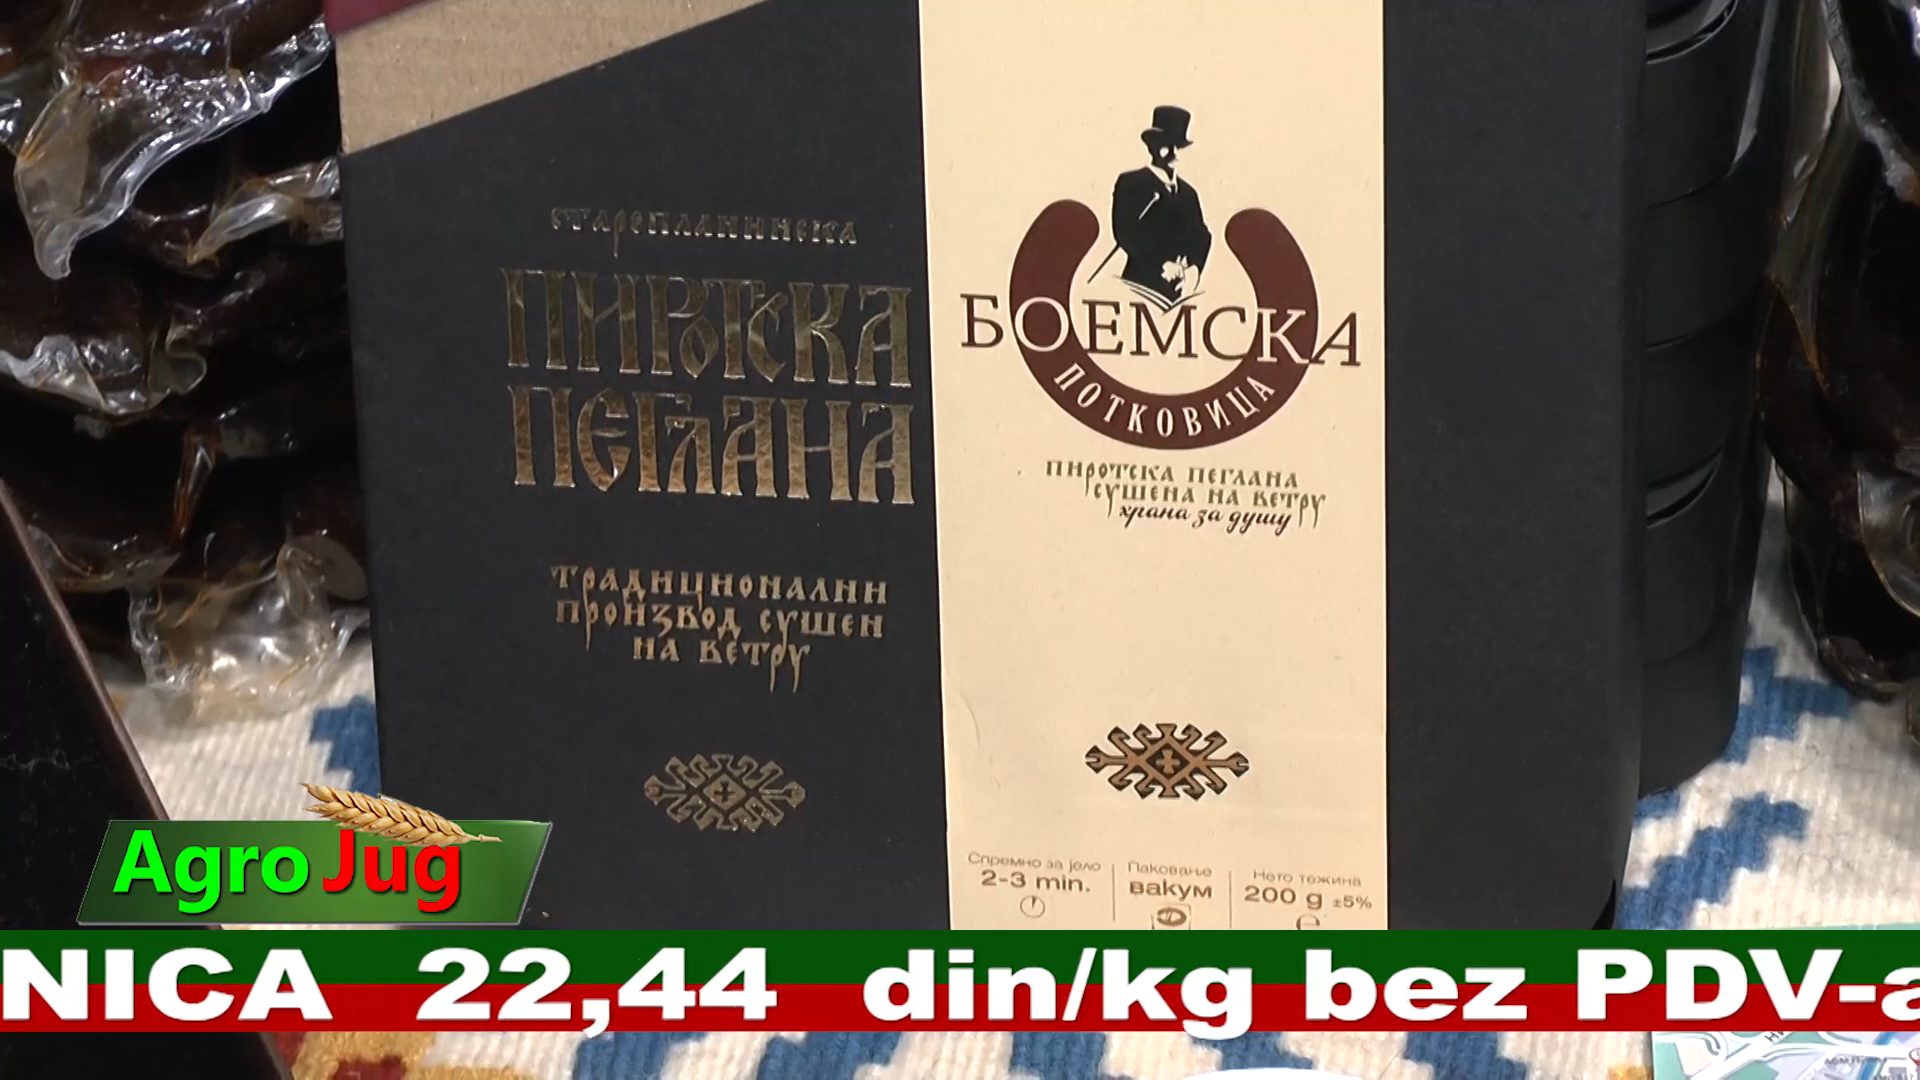 старопланинска
ПИРОТСКА
ПЕГЛАНА
традиционални
производ сушен
на ветру
БОЕМСКА
ПОТКОВИЦА
пиротска пеглана
сушена на ветру
храна за душу
Спремно за јело
2-3 min.
Паковање
вакум
Нето тежина
200 g ±5%
e
Agro Jug
NICA 22,44 din/kg bez PDV-a